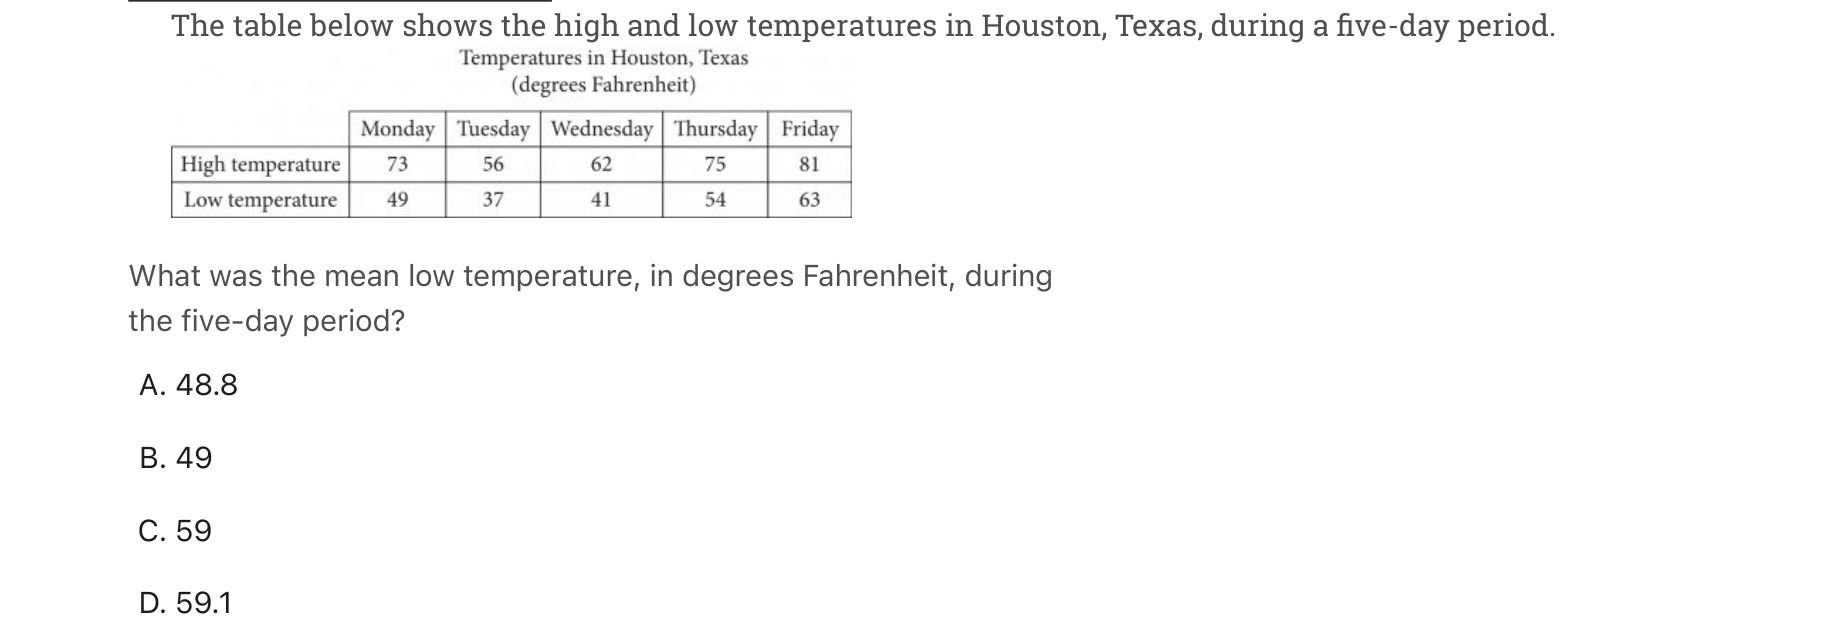 The table below shows the high and low temperatures in Houston, Texas, during a five-day period.
Temperatures in Houston, Texas
(degrees Fahrenheit)
Monday Tuesday Wednesday Thursday Friday
High temperature 73 56 62 75 81
Low temperature 49 37 41 54 63
What was the mean low temperature, in degrees Fahrenheit, during
the five-day period?
A. 48.8
B. 49
C. 59
D. 59.1